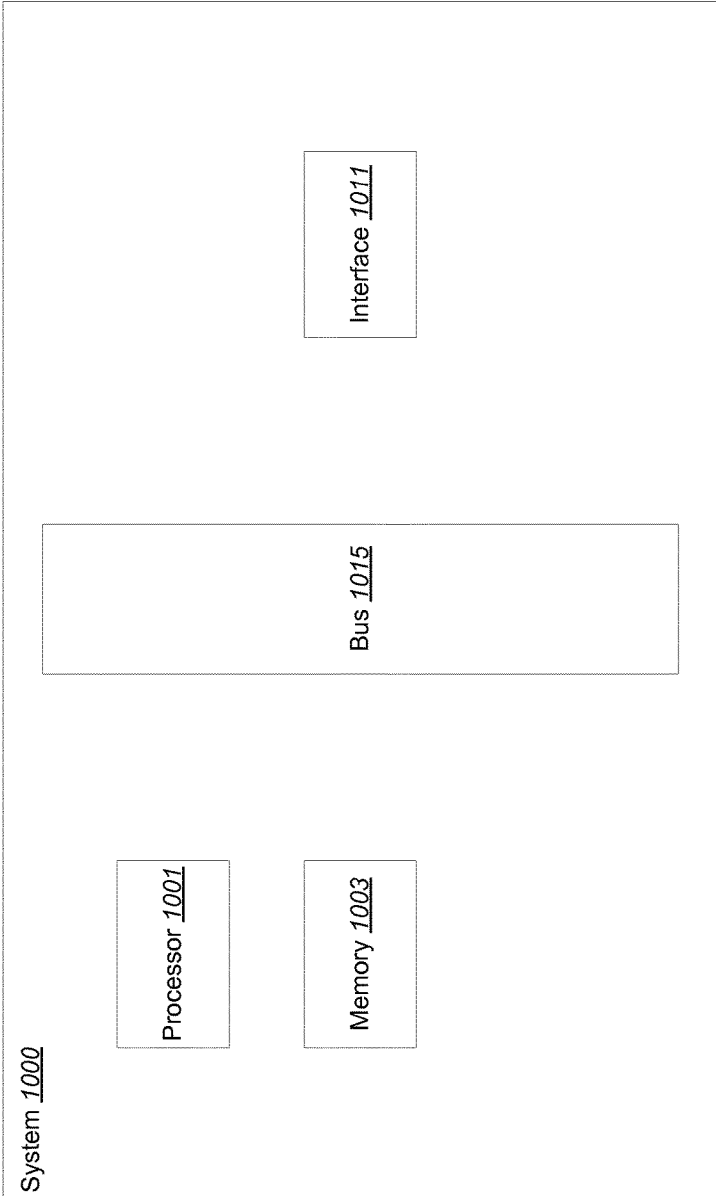 System 1000
Processor 1001
Memory 1003
Bus 1015
Interface 1011